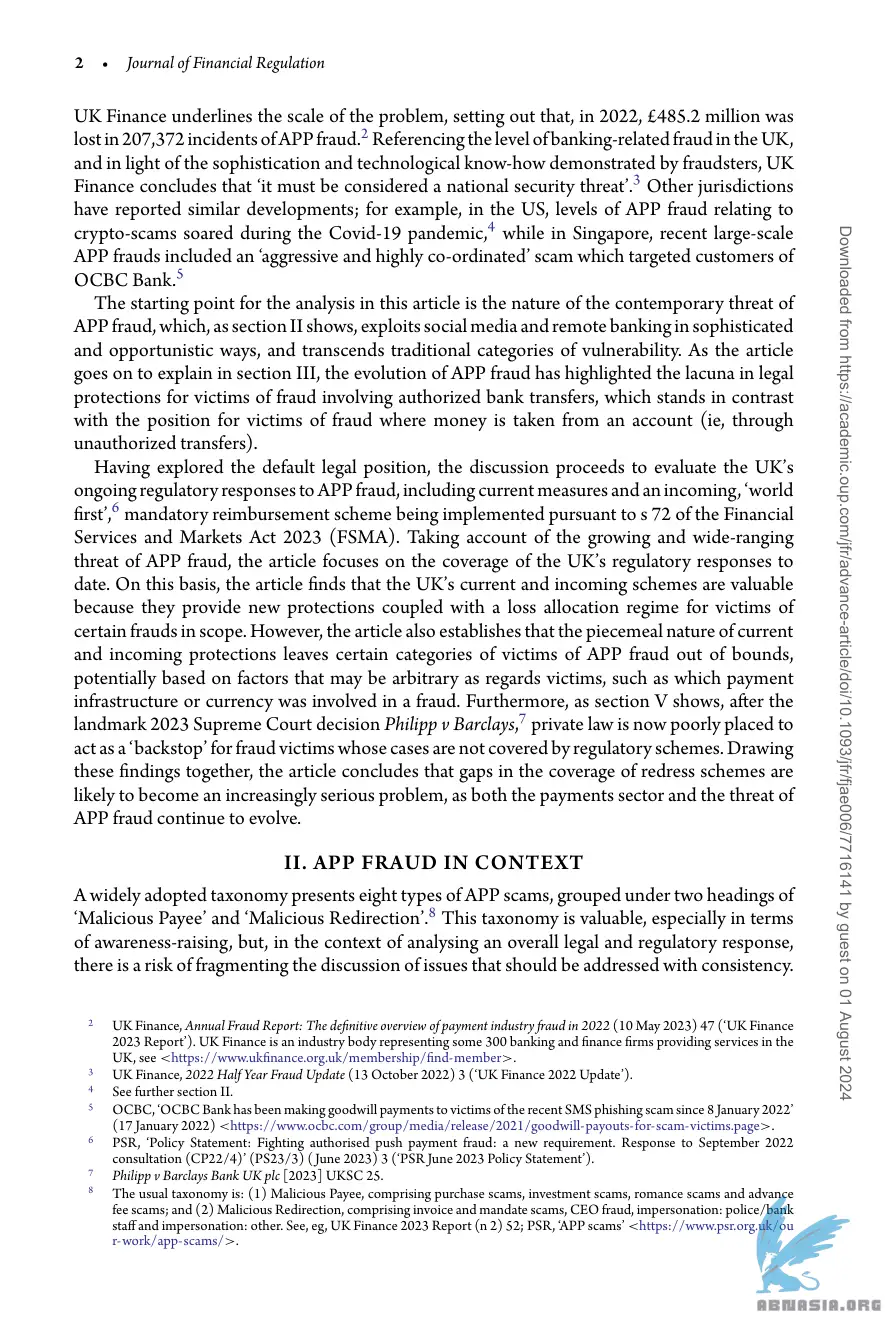 2 • Journal of Financial Regulation
UK Finance underlines the scale of the problem, setting out that, in 2022, £485.2 million was
lost in 207,372 incidents of APP fraud.2 Referencing the level of banking-related fraud in the UK,
and in light of the sophistication and technological know-how demonstrated by fraudsters, UK
Finance concludes that ‘it must be considered a national security threat’.3 Other jurisdictions
have reported similar developments; for example, in the US, levels of APP fraud relating to
crypto-scams soared during the Covid-19 pandemic,4 while in Singapore, recent large-scale
APP frauds included an ‘aggressive and highly co-ordinated’ scam which targeted customers of
OCBC Bank.5
The starting point for the analysis in this article is the nature of the contemporary threat of
APP fraud, which, as section II shows, exploits social media and remote banking in sophisticated
and opportunistic ways, and transcends traditional categories of vulnerability. As the article
goes on to explain in section III, the evolution of APP fraud has highlighted the lacuna in legal
protections for victims of fraud involving authorized bank transfers, which stands in contrast
with the position for victims of fraud where money is taken from an account (ie, through
unauthorized transfers).
Having explored the default legal position, the discussion proceeds to evaluate the UK’s
ongoing regulatory responses to APP fraud, including current measures and an incoming, ‘world
first’,6 mandatory reimbursement scheme being implemented pursuant to s 72 of the Financial
Services and Markets Act 2023 (FSMA). Taking account of the growing and wide-ranging
threat of APP fraud, the article focuses on the coverage of the UK’s regulatory responses to
date. On this basis, the article finds that the UK’s current and incoming schemes are valuable
because they provide new protections coupled with a loss allocation regime for victims of
certain frauds in scope. However, the article also establishes that the piecemeal nature of current
and incoming protections leaves certain categories of victims of APP fraud out of bounds,
potentially based on factors that may be arbitrary as regards victims, such as which payment
infrastructure or currency was involved in a fraud. Furthermore, as section V shows, after the
landmark 2023 Supreme Court decision Philipp v Barclays,7 private law is now poorly placed to
act as a ‘backstop’ for fraud victims whose cases are not covered by regulatory schemes. Drawing
these findings together, the article concludes that gaps in the coverage of redress schemes are
likely to become an increasingly serious problem, as both the payments sector and the threat of
APP fraud continue to evolve.
II. APP FRAUD IN CONTEXT
A widely adopted taxonomy presents eight types of APP scams, grouped under two headings of
‘Malicious Payee’ and ‘Malicious Redirection’.8 This taxonomy is valuable, especially in terms
of awareness-raising, but, in the context of analysing an overall legal and regulatory response,
there is a risk of fragmenting the discussion of issues that should be addressed with consistency.
2 UK Finance, Annual Fraud Report: The definitive overview of payment industry fraud in 2022 (10 May 2023) 47 (‘UK Finance
2023 Report’). UK Finance is an industry body representing some 300 banking and finance firms providing services in the
UK, see <https://www.ukfinance.org.uk/membership/find-member>.
3 UK Finance, 2022 Half Year Fraud Update (13 October 2022) 3 (‘UK Finance 2022 Update’).
4 See further section II.
5 OCBC, ‘OCBC Bank has been making goodwill payments to victims of the recent SMS phishing scam since 8 January 2022’
(17 January 2022) <https://www.ocbc.com/group/media/release/2021/goodwill-payouts-for-scam-victims.page>.
6 PSR, ‘Policy Statement: Fighting authorised push payment fraud: a new requirement. Response to September 2022
consultation (CP22/4)’ (PS23/3) (June 2023) 3 (‘PSR June 2023 Policy Statement’).
7 Philipp v Barclays Bank UK plc [2023] UKSC 25.
8 The usual taxonomy is: (1) Malicious Payee, comprising purchase scams, investment scams, romance scams and advance
fee scams; and (2) Malicious Redirection, comprising invoice and mandate scams, CEO fraud, impersonation: police/bank
staff and impersonation: other. See, eg, UK Finance 2023 Report (n 2) 52; PSR, ‘APP scams’ <https://www.psr.org.uk/ou
r-work/app-scams/>.
Downloaded from https://academic.oup.com/jfr/advance-article/doi/10.1093/jfr/fjae006/7716141 by guest on 01 August 2024
ABNASIA.ORG